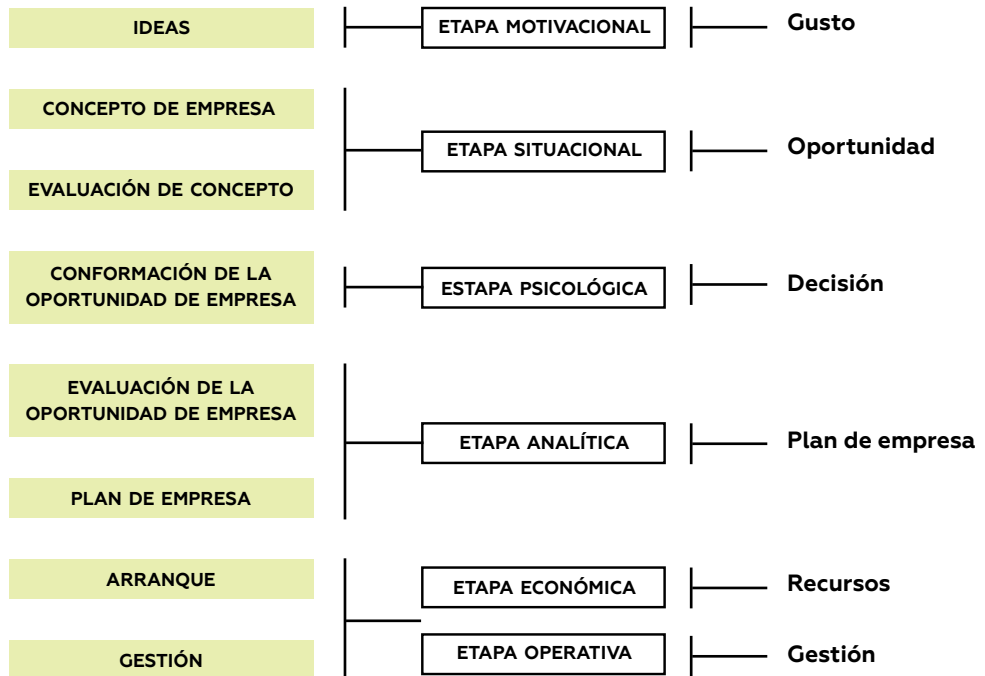 IDEAS
ETAPA MOTIVACIONAL
Gusto
CONCEPTO DE EMPRESA
EVALUACIÓN DE CONCEPTO
ETAPA SITUACIONAL
Oportunidad
CONFORMACIÓN DE LA
OPORTUNIDAD DE EMPRESA
ESTAPA PSICOLÓGICA
Decisión
EVALUACIÓN DE LA
OPORTUNIDAD DE EMPRESA
PLAN DE EMPRESA
ETAPA ANALÍTICA
Plan de empresa
ARRANQUE
ETAPA ECONÓMICA
Recursos
GESTIÓN
ETAPA OPERATIVA
Gestión